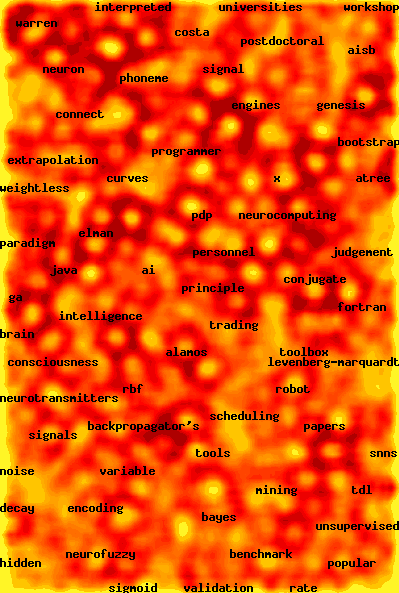 interpreted universities workshop
warren
costa
postdoctoral
aisb
neuron signal
phoneme
engines genesis
connect
bootstrap
programmer
extrapolation
curves x atree
weightless
pdp neurocomputing
elman
paradigm
personnel judgement
java ai
conjugate
principle
ga
fortran
intelligence
trading
brain
alamos toolbox
consciousness levenberg-marquardt
rbf robot
neurotransmitters
scheduling
backpropagator's papers
signals
tools snns
noise variable
mining tdl
decay encoding
bayes
unsupervised
neurofuzzy benchmark
hidden popular
sigmoid validation rate